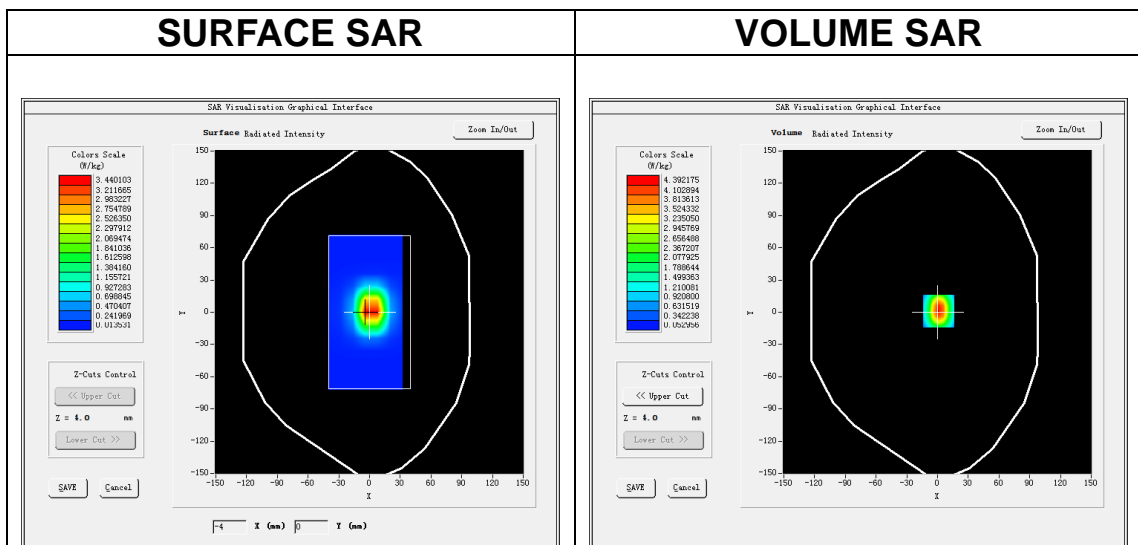 SURFACE SAR
VOLUME SAR
SAR Visualisation Graphical Interface
Surface Radiated Intensity
Zoom In/Out
Colors Scale
(W/kg)
3.440103
3.211665
2.983227
2.754789
2.526350
2.297912
2.069474
1.841036
1.612598
1.384160
1.155721
0.927283
0.698845
0.470407
0.241969
0.013531
Z-Cuts Control
<< Upper Cut
Z = 4.0 mm
Lower Cut >>
SAVE Cancel
150
120
90
60
30
0
-30
-60
-90
-120
-150
Y
-150 -120 -90 -60 -30 0 30 60 90 120 150
X
-4 X (mm) 0 Y (mm)
SAR Visualisation Graphical Interface
Volume Radiated Intensity
Zoom In/Out
Colors Scale
(W/kg)
4.392175
4.102894
3.813613
3.524332
3.235050
2.945769
2.656488
2.367207
2.077925
1.788644
1.499363
1.210081
0.920800
0.631519
0.342238
0.052956
Z-Cuts Control
<< Upper Cut
Z = 4.0 mm
Lower Cut >>
SAVE Cancel
150
120
90
60
30
0
-30
-60
-90
-120
-150
Y
-150 -120 -90 -60 -30 0 30 60 90 120 150
X